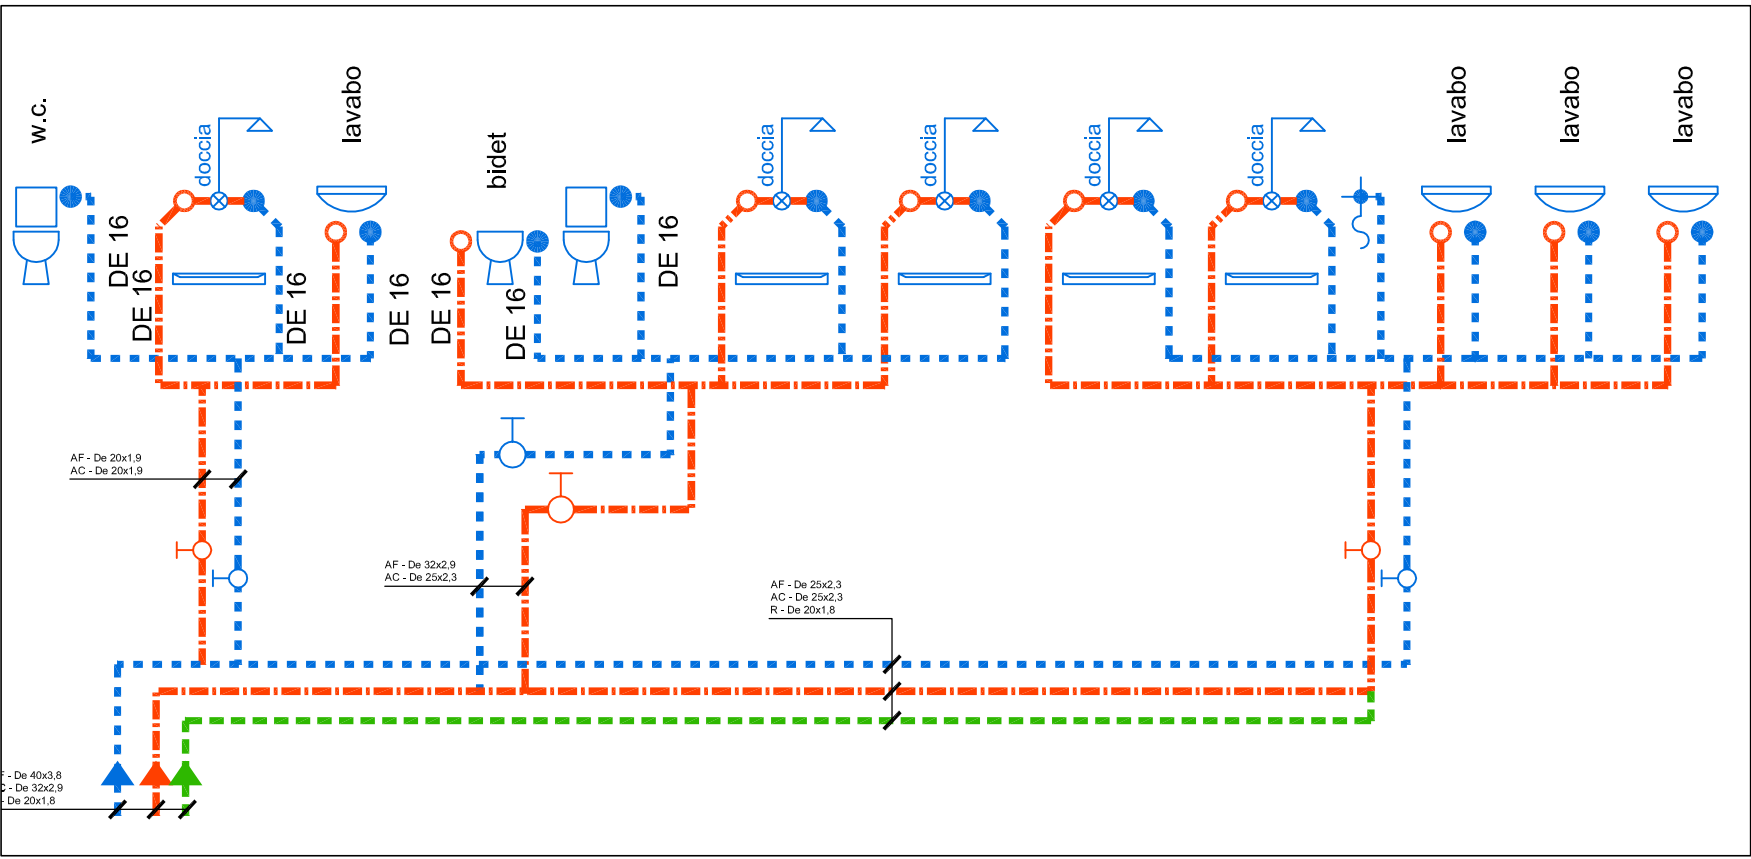 w.c.
doccia
lavabo
bidet
doccia
doccia
doccia
doccia
lavabo
lavabo
lavabo
DE 16
DE 16
DE 16
DE 16
DE 16
DE 16
DE 16
AF - De 20x1,9
AC - De 20x1,9
AF - De 32x2,9
AC - De 25x2,3
AF - De 25x2,3
AC - De 25x2,3
R - De 20x1,8
F - De 40x3,8
C - De 32x2,9
- De 20x1,8